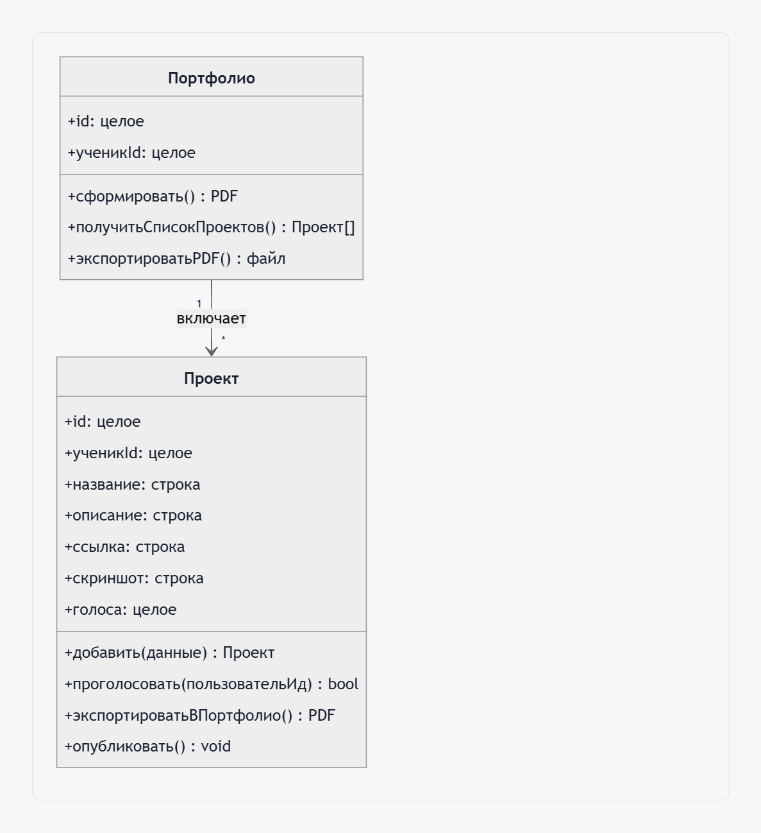 Портфолио
+id: целое
+ученикId: целое
+сформировать() : PDF
+получитьСписокПроектов() : Проект[]
+экспортироватьPDF() : файл
1
включает
*
Проект
+id: целое
+ученикId: целое
+название: строка
+описание: строка
+ссылка: строка
+скриншот: строка
+голоса: целое
+добавить(данные) : Проект
+проголосовать(пользовательИд) : bool
+экспортироватьВПортфолио() : PDF
+опубликовать() : void